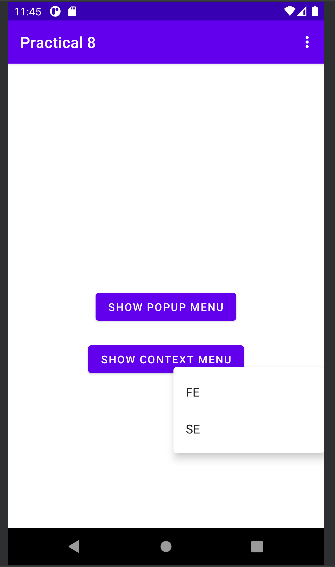 11:45
Practical 8
SHOW POPUP MENU
SHOW CONTEXT MENU
FE
SE